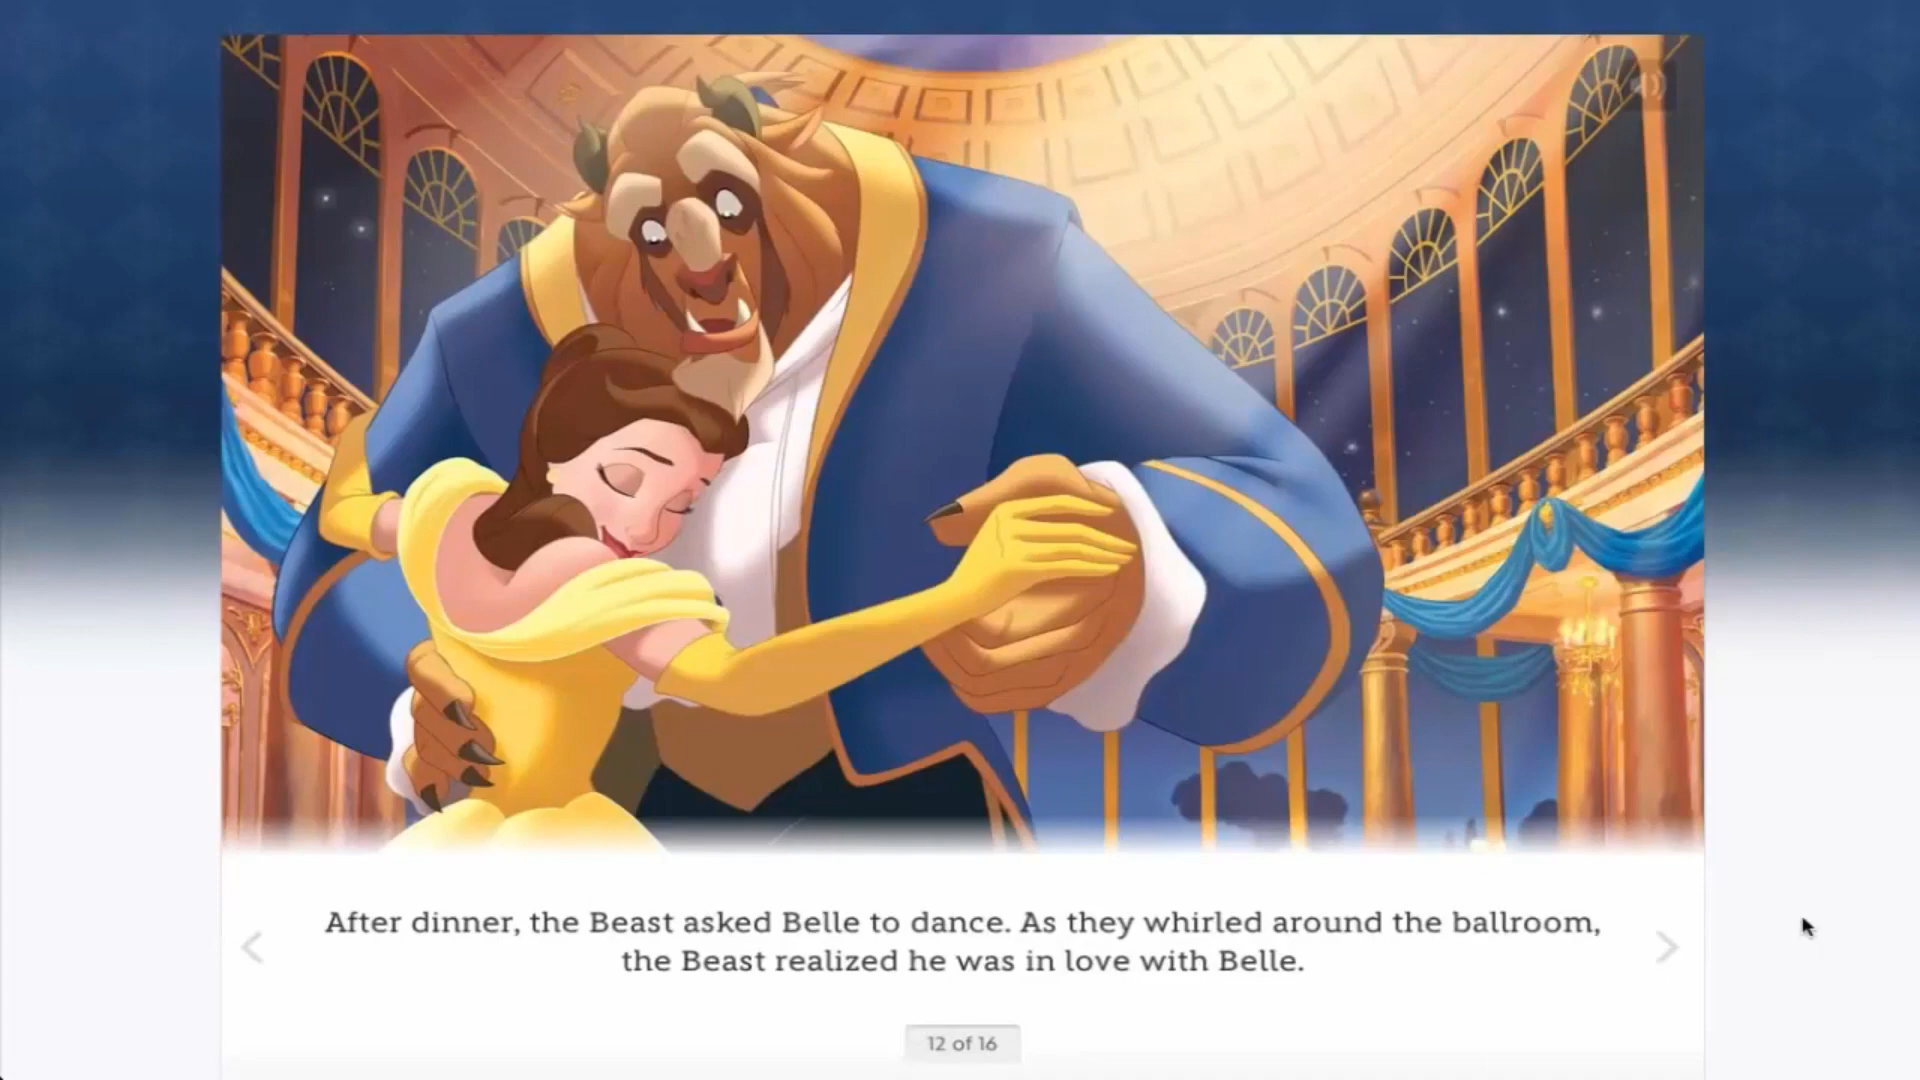 After dinner, the Beast asked Belle to dance. As they whirled around the ballroom,
the Beast realized he was in love with Belle.
12 of 16